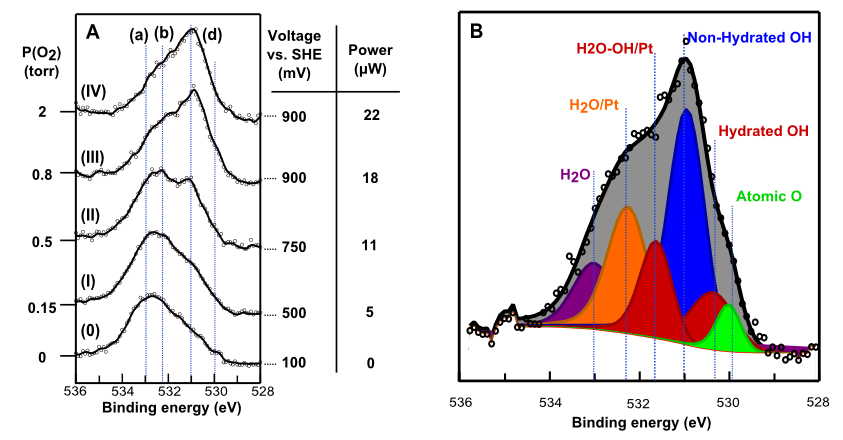 A
(a) (b)
(d)
Voltage
vs. SHE
(mV)
Power
(µW)
P(O2)
(torr)
(IV)
2
900
22
(III)
0.8
900
18
(II)
0.5
750
11
(I)
0.15
500
5
(0)
0
100
0
536 534 532 530 528
Binding energy (eV)
B
Non-Hydrated OH
H2O-OH/Pt
H2O/Pt
Hydrated OH
H2O
Atomic O
536 534 532 530 528
Binding energy (eV)